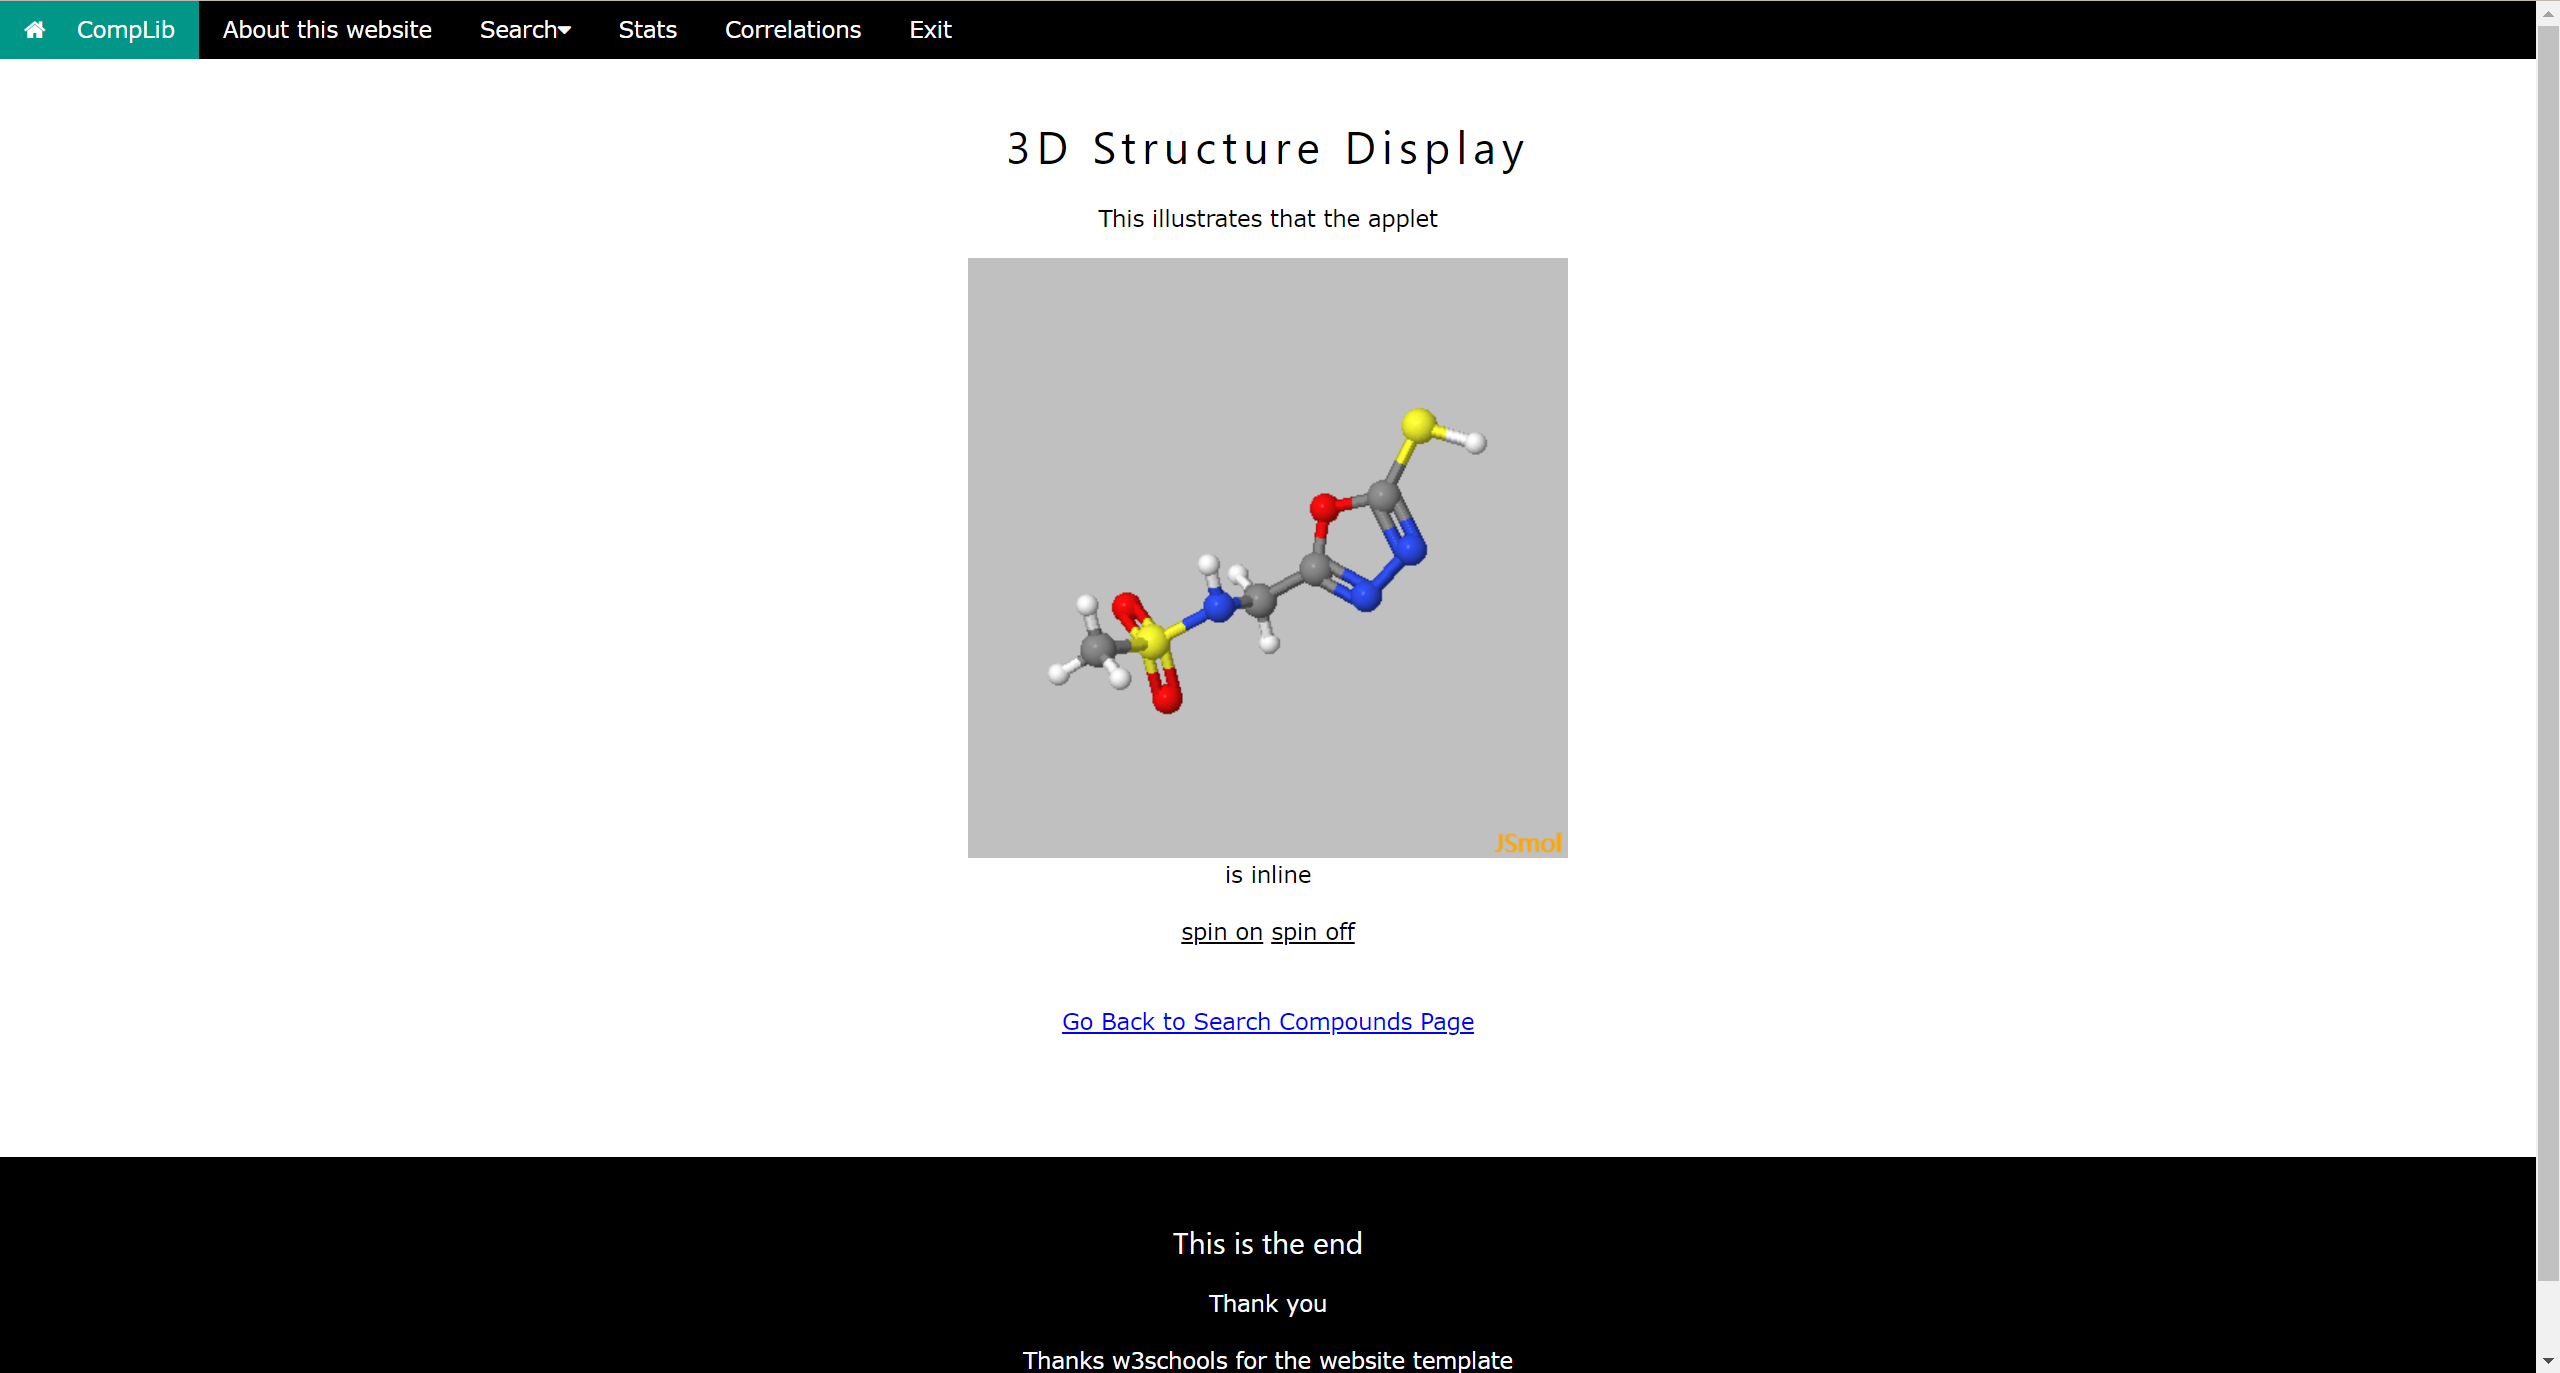 CompLib About this website Search Stats Correlations Exit
3D Structure Display
This illustrates that the applet
JSmol
is inline
spin on spin off
Go Back to Search Compounds Page
This is the end
Thank you
Thanks w3schools for the website template